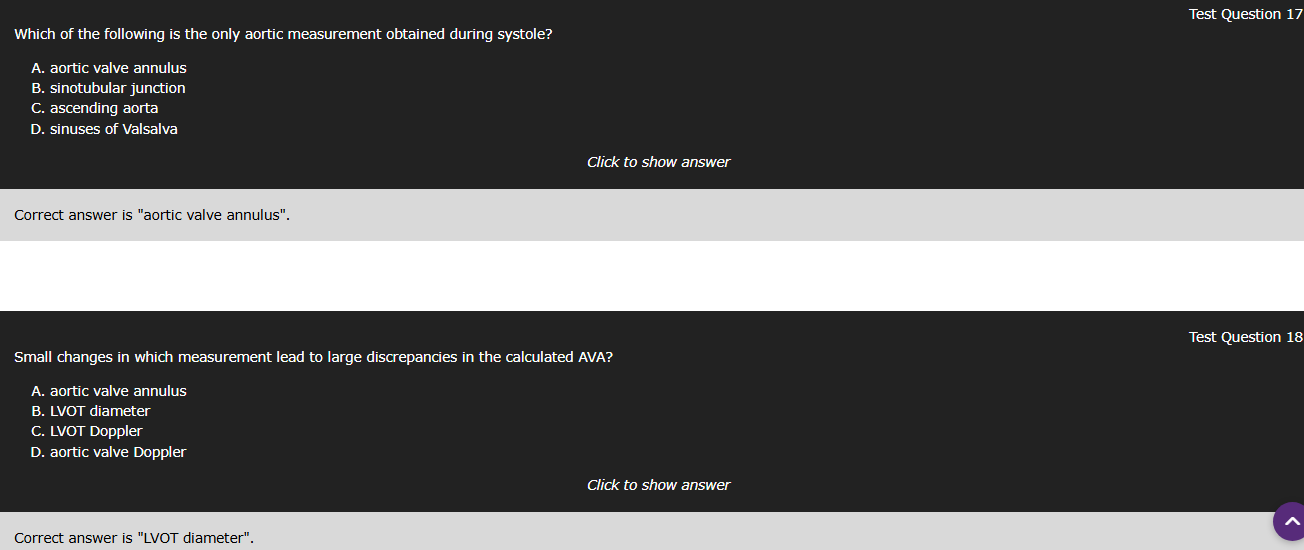 Test Question 17
Which of the following is the only aortic measurement obtained during systole?
A. aortic valve annulus
B. sinotubular junction
C. ascending aorta
D. sinuses of Valsalva
Click to show answer
Correct answer is "aortic valve annulus".
Test Question 18
Small changes in which measurement lead to large discrepancies in the calculated AVA?
A. aortic valve annulus
B. LVOT diameter
C. LVOT Doppler
D. aortic valve Doppler
Click to show answer
Correct answer is "LVOT diameter".